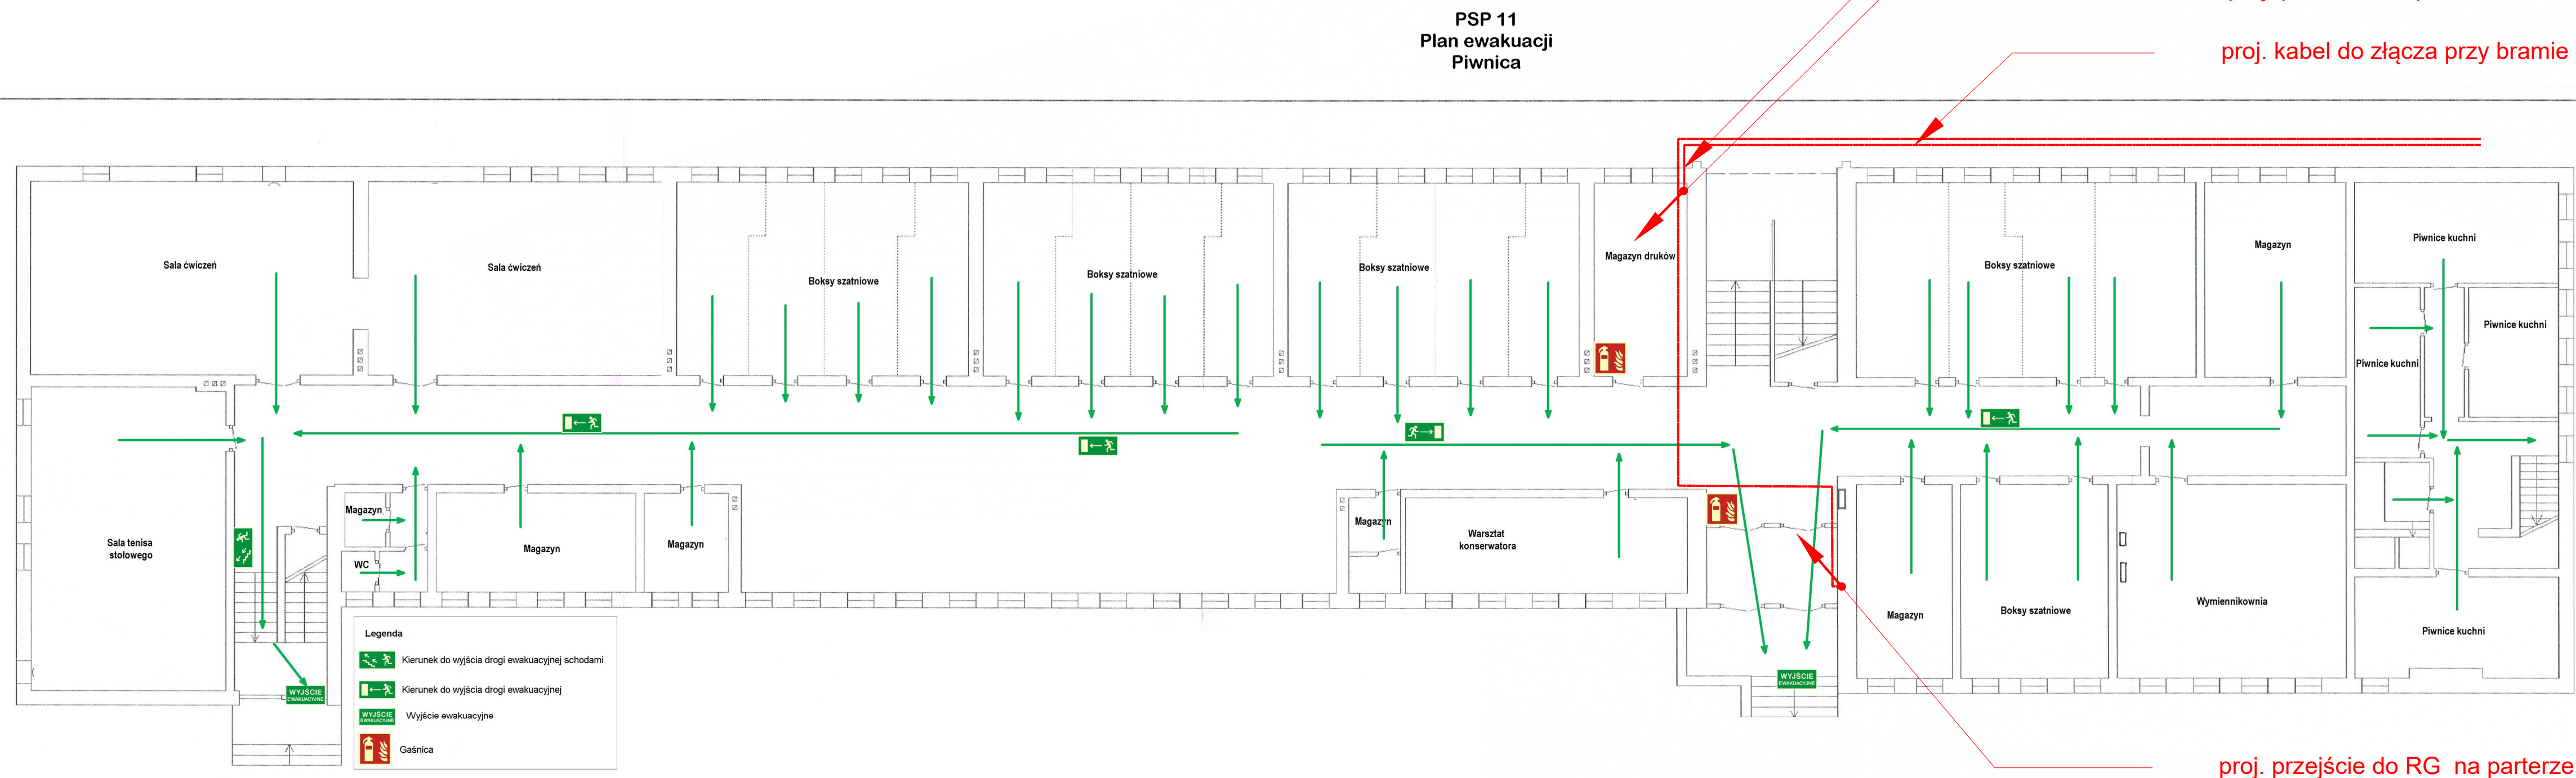 PSP 11
Plan ewakuacji
Piwnica
proj. kabel do złącza przy bramie
Sala ćwiczeń
Sala ćwiczeń
Boksy szatniowe
Boksy szatniowe
Boksy szatniowe
Magazyn druków
Boksy szatniowe
Magazyn
Piwnice kuchni
Piwnice kuchni
Piwnice kuchni
Sala tenisa
stołowego
Magazyn
WC
Magazyn
Magazyn
Magazyn
Warsztat
konserwatora
Magazyn
Boksy szatniowe
Wymiennikownia
Piwnice kuchni
WYJŚCIE
EWAKUACYJNE
WYJŚCIE
EWAKUACYJNE
Legenda
Kierunek do wyjścia drogi ewakuacyjnej schodami
Kierunek do wyjścia drogi ewakuacyjnej
WYJŚCIE
EWAKUACYJNE
Wyjście ewakuacyjne
Gaśnica
proj. przejście do RG na parterze